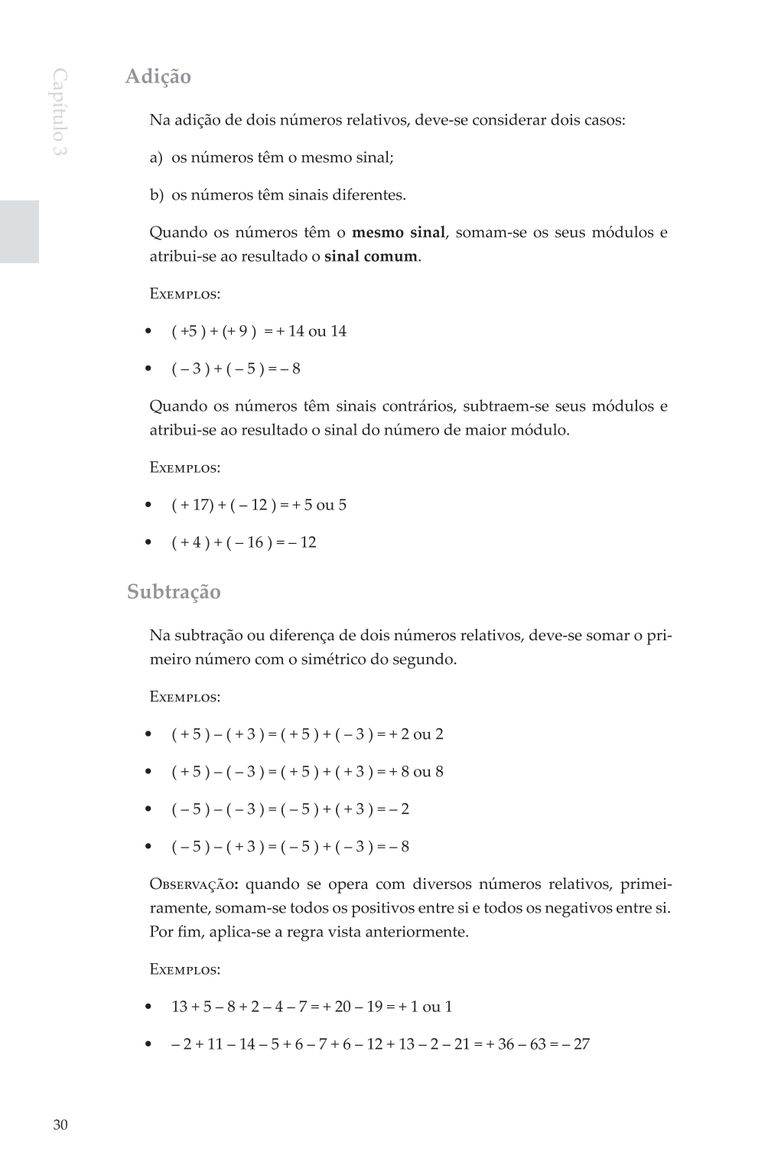 Capítulo 3
Adição
Na adição de dois números relativos, deve-se considerar dois casos:
a) os números têm o mesmo sinal;
b) os números têm sinais diferentes.
Quando os números têm o mesmo sinal, somam-se os seus módulos e
atribui-se ao resultado o sinal comum.
Exemplos:
• ( +5 ) + (+ 9 ) = + 14 ou 14
• ( – 3 ) + ( – 5 ) = – 8
Quando os números têm sinais contrários, subtraem-se seus módulos e
atribui-se ao resultado o sinal do número de maior módulo.
Exemplos:
• ( + 17) + ( – 12 ) = + 5 ou 5
• ( + 4 ) + ( – 16 ) = – 12
Subtração
Na subtração ou diferença de dois números relativos, deve-se somar o pri-
meiro número com o simétrico do segundo.
Exemplos:
• ( + 5 ) – ( + 3 ) = ( + 5 ) + ( – 3 ) = + 2 ou 2
• ( + 5 ) – ( – 3 ) = ( + 5 ) + ( + 3 ) = + 8 ou 8
• ( – 5 ) – ( – 3 ) = ( – 5 ) + ( + 3 ) = – 2
• ( – 5 ) – ( + 3 ) = ( – 5 ) + ( – 3 ) = – 8
Observação: quando se opera com diversos números relativos, primei-
ramente, somam-se todos os positivos entre si e todos os negativos entre si.
Por fim, aplica-se a regra vista anteriormente.
Exemplos:
• 13 + 5 – 8 + 2 – 4 – 7 = + 20 – 19 = + 1 ou 1
• – 2 + 11 – 14 – 5 + 6 – 7 + 6 – 12 + 13 – 2 – 21 = + 36 – 63 = – 27
30